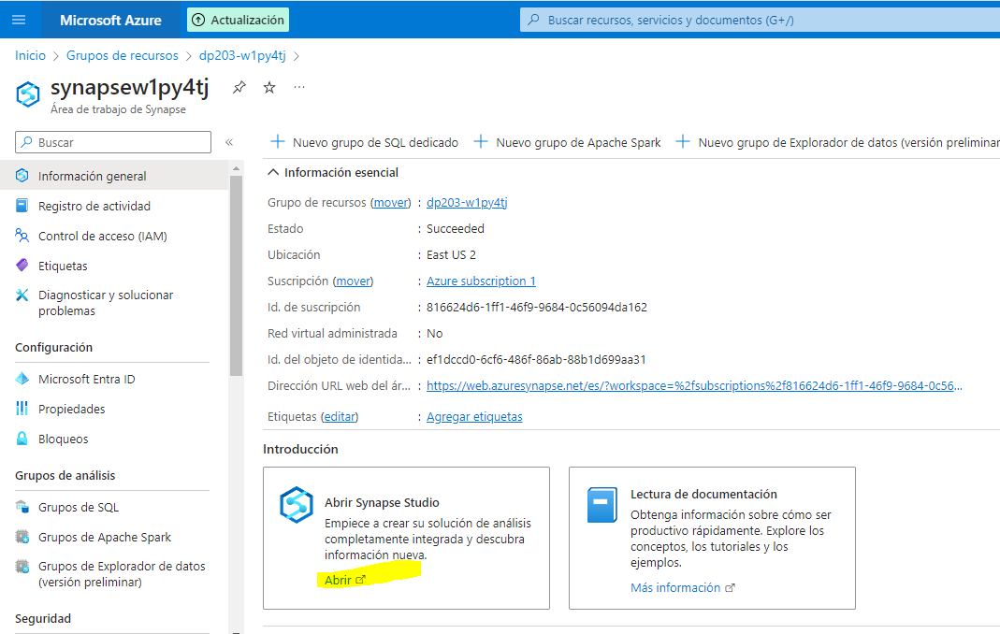 Microsoft Azure
Actualización
Buscar recursos, servicios y documentos (G+/)
Inicio > Grupos de recursos > dp203-w1py4tj >
synapsew1py4tj
Área de trabajo de Synapse
Buscar
Información general
Registro de actividad
Control de acceso (IAM)
Etiquetas
Diagnosticar y solucionar
problemas
Configuración
Microsoft Entra ID
Propiedades
Bloqueos
Grupos de análisis
Grupos de SQL
Grupos de Apache Spark
Grupos de Explorador de datos
(versión preliminar)
Seguridad
Nuevo grupo de SQL dedicado
Nuevo grupo de Apache Spark
Nuevo grupo de Explorador de datos (versión preliminar
Información esencial
Grupo de recursos (mover) : dp203-w1py4tj
Estado : Succeeded
Ubicación : East US 2
Suscripción (mover) : Azure subscription 1
Id. de suscripción : 816624d6-1ff1-46f9-9684-0c56094da162
Red virtual administrada : No
Id. del objeto de identida... : ef1dccd0-6cf6-486f-86ab-88b1d699aa31
Dirección URL web del ár... : https://web.azuresynapse.net/es/?workspace=%2fsubscriptions%2f816624d6-1ff1-46f9-9684-0c56...
Etiquetas (editar) : Agregar etiquetas
Introducción
Abrir Synapse Studio
Empiece a crear su solución de análisis
completamente integrada y descubra
información nueva.
Abrir
Lectura de documentación
Obtenga información sobre cómo ser
productivo rápidamente. Explore los
conceptos, los tutoriales y los
ejemplos.
Más información